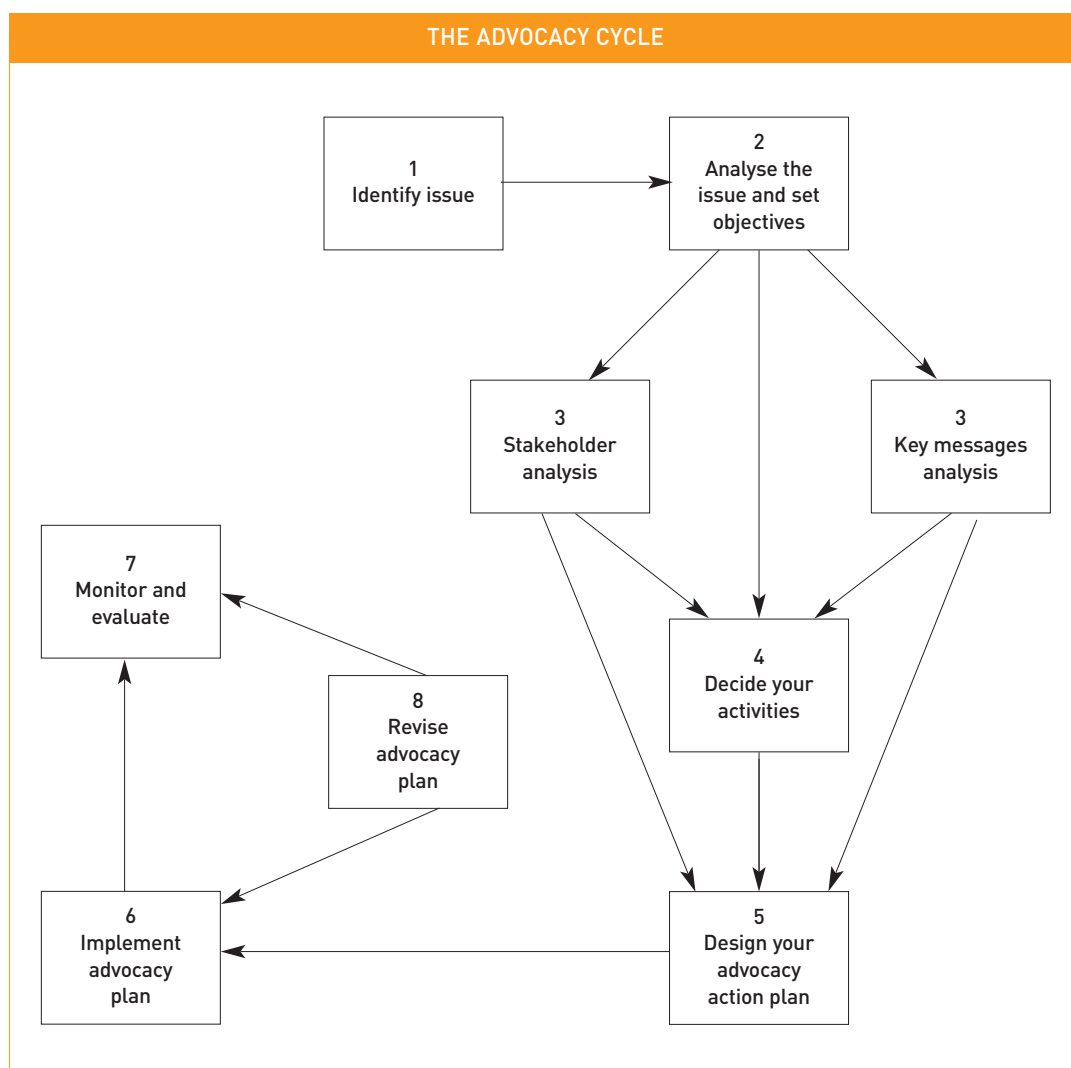 THE ADVOCACY CYCLE
1
Identify issue
2
Analyse the
issue and set
objectives
3
Stakeholder
analysis
3
Key messages
analysis
4
Decide your
activities
5
Design your
advocacy
action plan
6
Implement
advocacy
plan
7
Monitor and
evaluate
8
Revise
advocacy
plan